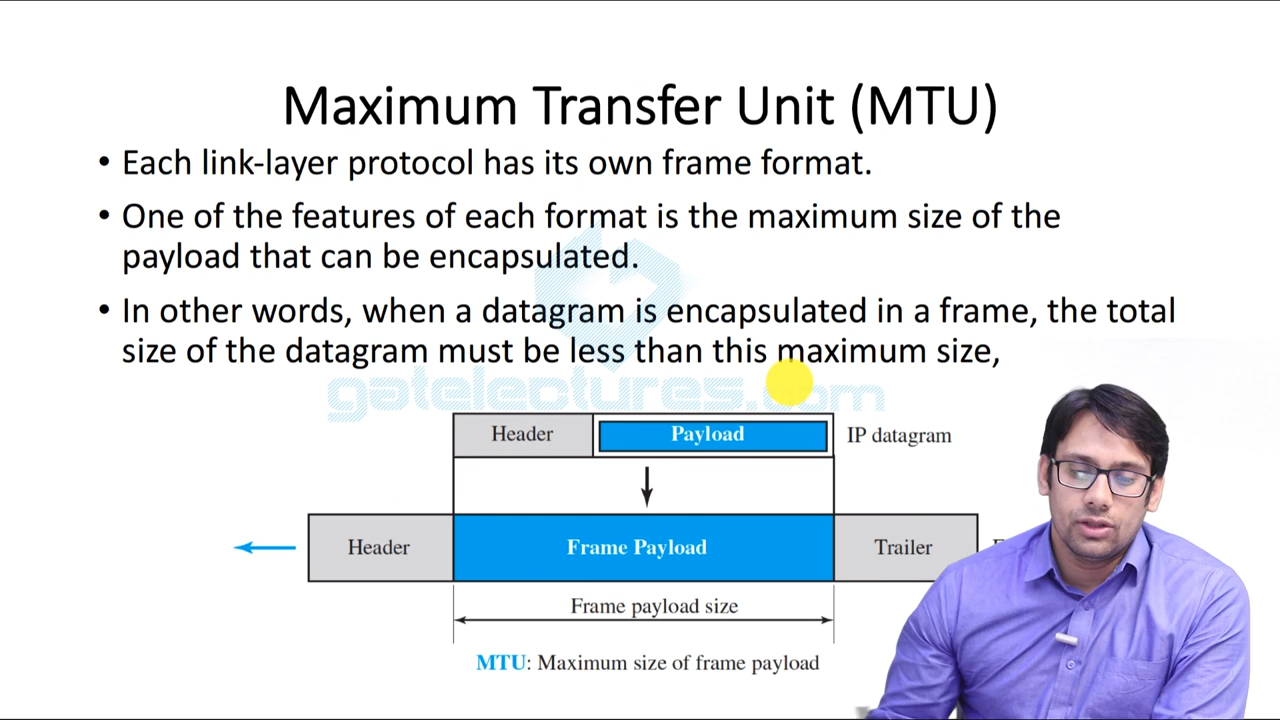 Maximum Transfer Unit (MTU)
• Each link-layer protocol has its own frame format.
• One of the features of each format is the maximum size of the
payload that can be encapsulated.
• In other words, when a datagram is encapsulated in a frame, the total
size of the datagram must be less than this maximum size,
gatelectures.com
Header Payload IP datagram
Header Frame Payload Trailer
Frame payload size
MTU: Maximum size of frame payload